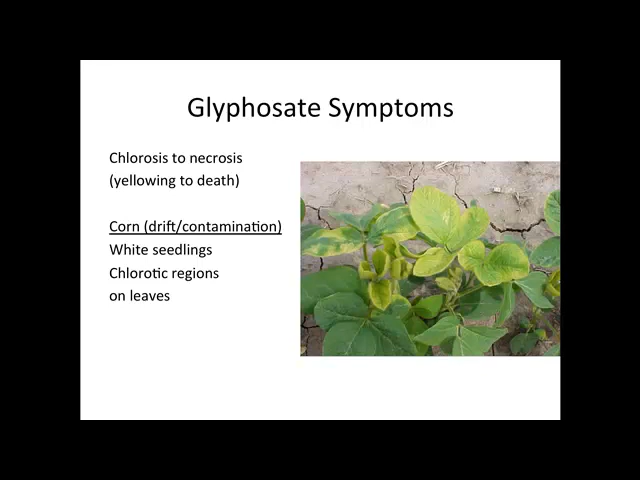 Glyphosate Symptoms
Chlorosis to necrosis
(yellowing to death)
Corn (drift/contamination)
White seedlings
Chlorotic regions
on leaves